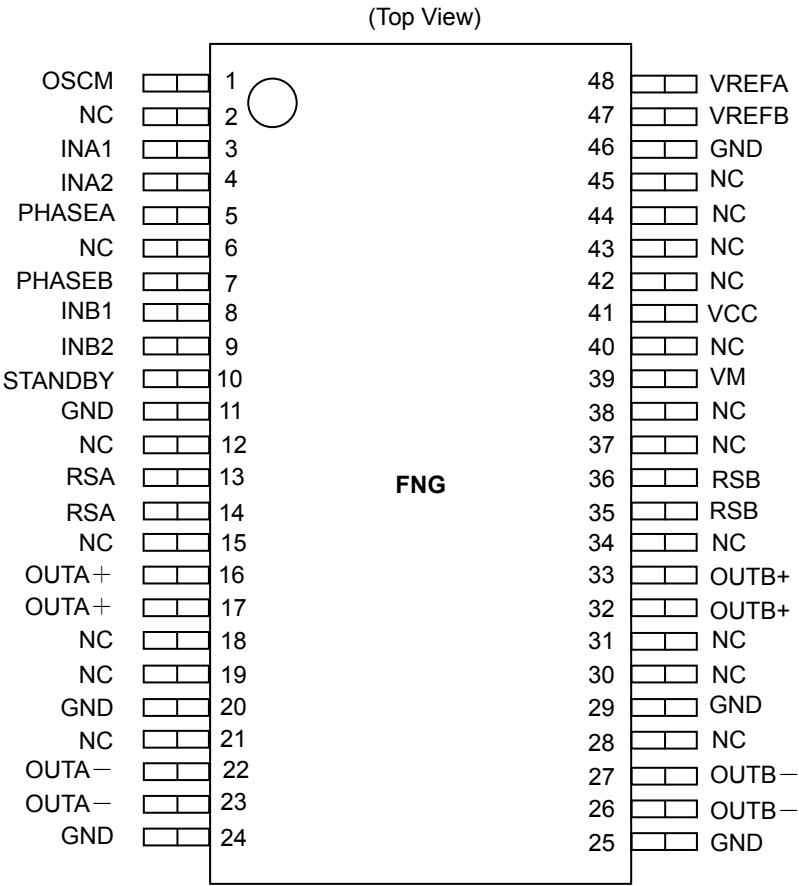 (Top View)
OSCM 1 48 VREFA
NC 2 47 VREFB
INA1 3 46 GND
INA2 4 45 NC
PHASEA 5 44 NC
NC 6 43 NC
PHASEB 7 42 NC
INB1 8 41 VCC
INB2 9 40 NC
STANDBY 10 39 VM
GND 11 38 NC
NC 12 37 NC
RSA 13 36 RSB
FNG
RSA 14 35 RSB
NC 15 34 NC
OUTA＋ 16 33 OUTB+
OUTA＋ 17 32 OUTB+
NC 18 31 NC
NC 19 30 NC
GND 20 29 GND
NC 21 28 NC
OUTA－ 22 27 OUTB－
OUTA－ 23 26 OUTB－
GND 24 25 GND